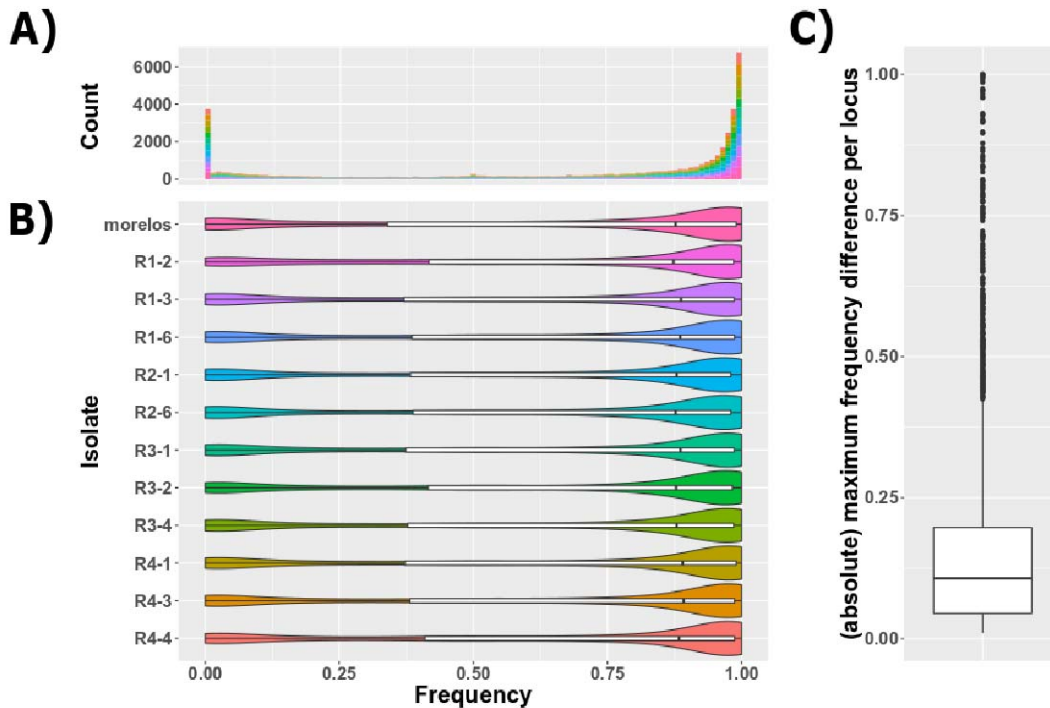 A)
Count
6000
4000
2000
0
B)
Isolate
morelos
R1-2
R1-3
R1-6
R2-1
R2-6
R3-1
R3-2
R3-4
R4-1
R4-3
R4-4
0.00 0.25 0.50 0.75 1.00
Frequency
C)
(absolute) maximum frequency difference per locus
1.00
0.75
0.50
0.25
0.00